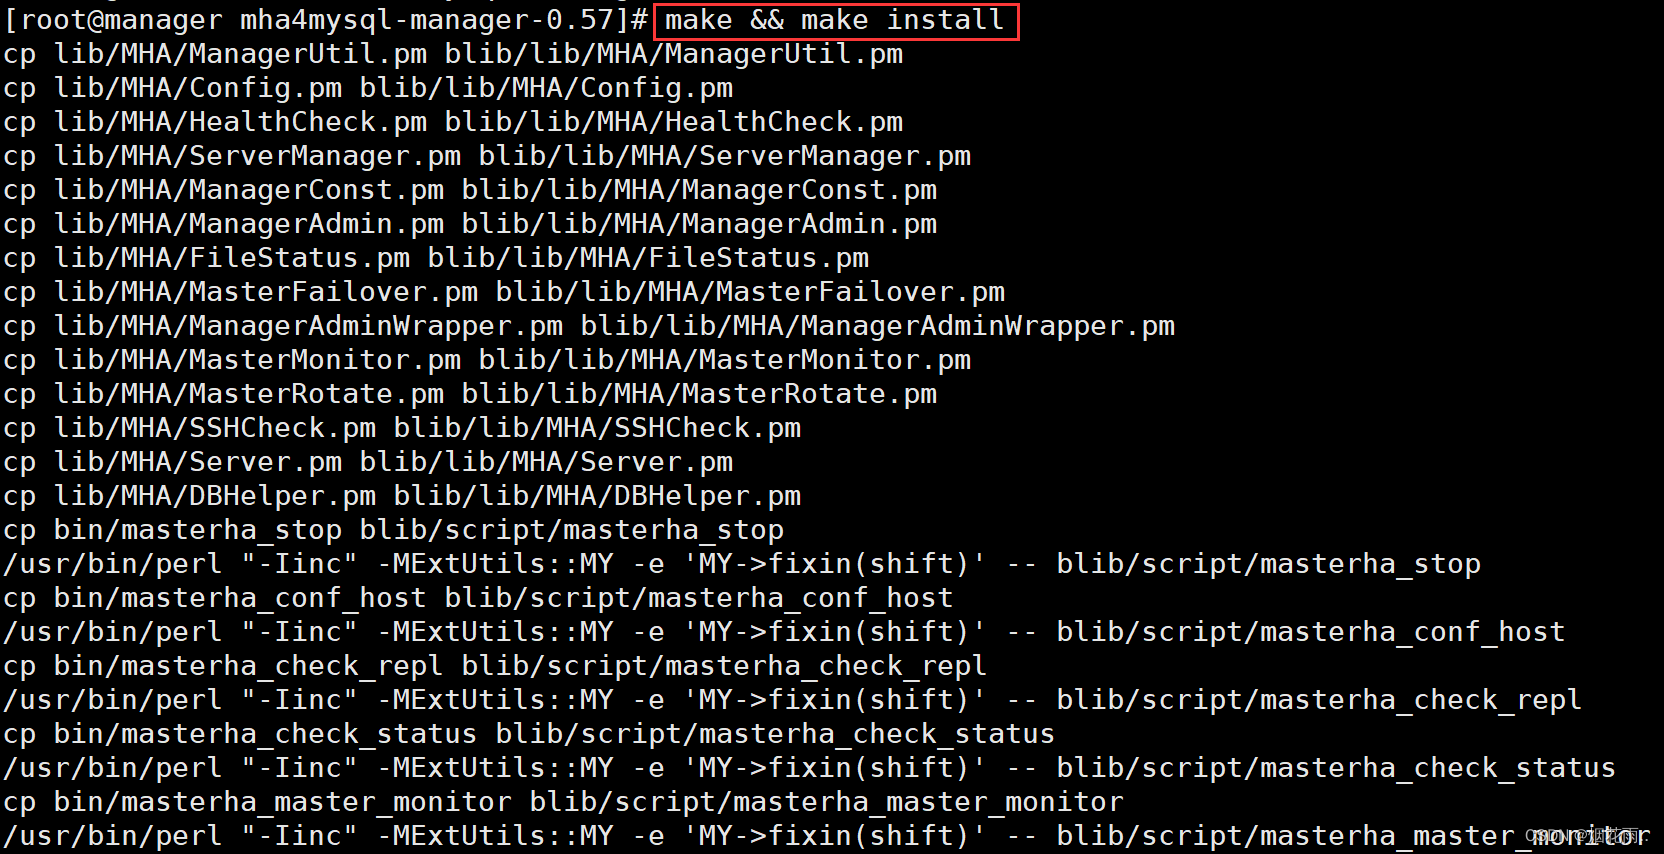 [root@manager mha4mysql-manager-0.57]# make && make install
cp lib/MHA/ManagerUtil.pm blib/lib/MHA/ManagerUtil.pm
cp lib/MHA/Config.pm blib/lib/MHA/Config.pm
cp lib/MHA/HealthCheck.pm blib/lib/MHA/HealthCheck.pm
cp lib/MHA/ServerManager.pm blib/lib/MHA/ServerManager.pm
cp lib/MHA/ManagerConst.pm blib/lib/MHA/ManagerConst.pm
cp lib/MHA/ManagerAdmin.pm blib/lib/MHA/ManagerAdmin.pm
cp lib/MHA/FileStatus.pm blib/lib/MHA/FileStatus.pm
cp lib/MHA/MasterFailover.pm blib/lib/MHA/MasterFailover.pm
cp lib/MHA/ManagerAdminWrapper.pm blib/lib/MHA/ManagerAdminWrapper.pm
cp lib/MHA/MasterMonitor.pm blib/lib/MHA/MasterMonitor.pm
cp lib/MHA/MasterRotate.pm blib/lib/MHA/MasterRotate.pm
cp lib/MHA/SSHCheck.pm blib/lib/MHA/SSHCheck.pm
cp lib/MHA/Server.pm blib/lib/MHA/Server.pm
cp lib/MHA/DBHelper.pm blib/lib/MHA/DBHelper.pm
cp bin/masterha_stop blib/script/masterha_stop
/usr/bin/perl "-Iinc" -MExtUtils::MY -e 'MY->fixin(shift)' -- blib/script/masterha_stop
cp bin/masterha_conf_host blib/script/masterha_conf_host
/usr/bin/perl "-Iinc" -MExtUtils::MY -e 'MY->fixin(shift)' -- blib/script/masterha_conf_host
cp bin/masterha_check_repl blib/script/masterha_check_repl
/usr/bin/perl "-Iinc" -MExtUtils::MY -e 'MY->fixin(shift)' -- blib/script/masterha_check_repl
cp bin/masterha_check_status blib/script/masterha_check_status
/usr/bin/perl "-Iinc" -MExtUtils::MY -e 'MY->fixin(shift)' -- blib/script/masterha_check_status
cp bin/masterha_master_monitor blib/script/masterha_master_monitor
/usr/bin/perl "-Iinc" -MExtUtils::MY -e 'MY->fixin(shift)' -- blib/script/masterha_master_monitor
CSDN